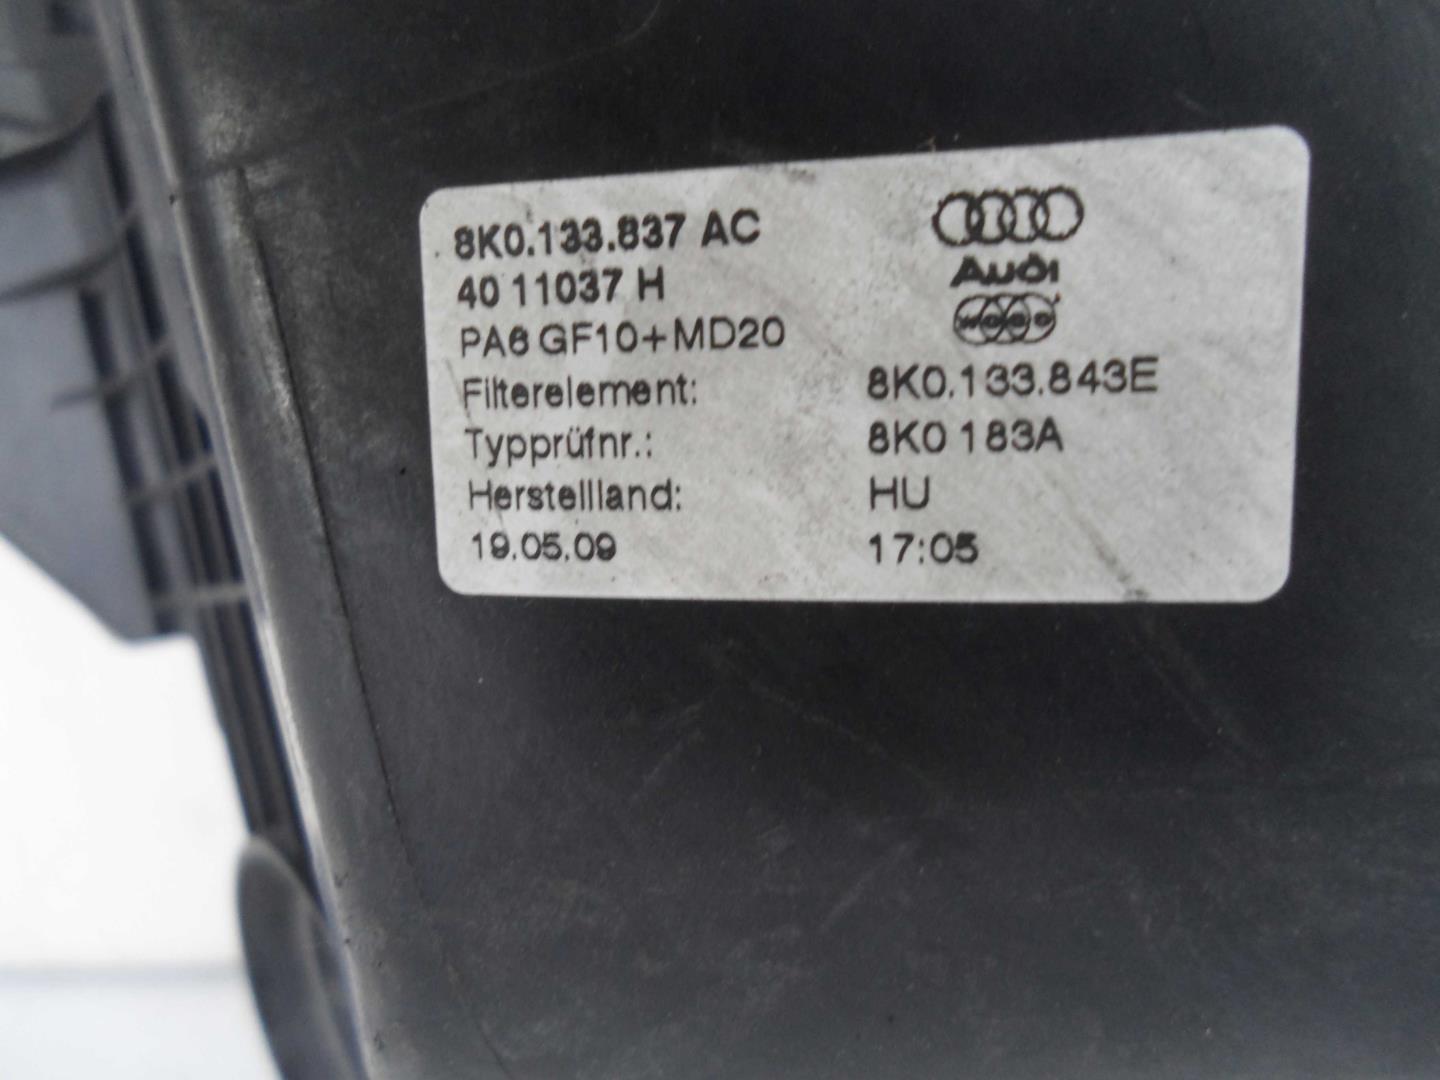 8K0.133.837 AC
40 11037 H
PA6 GF10+MD20
Audi
Filterelement: 8K0.133.843E
Typprüfnr.: 8K0 183A
Herstellland: HU
19.05.09 17:05